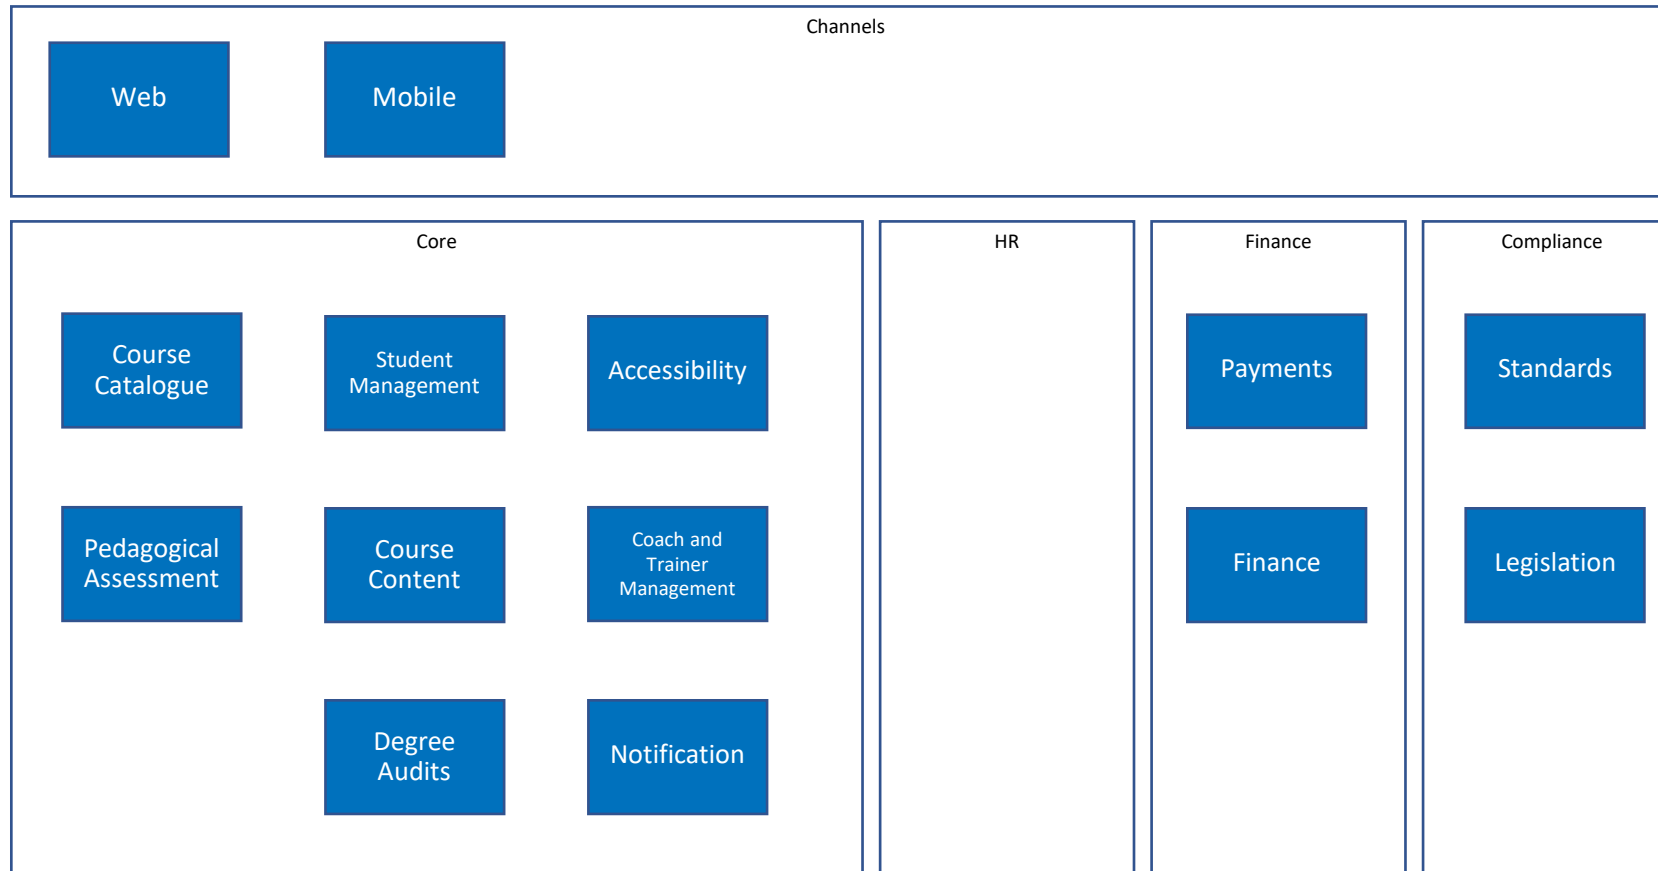 Channels
Web
Mobile
Core
HR
Finance
Compliance
Course
Catalogue
Student
Management
Accessibility
Payments
Standards
Pedagogical
Assessment
Course
Content
Coach and
Trainer
Management
Finance
Legislation
Degree
Audits
Notification